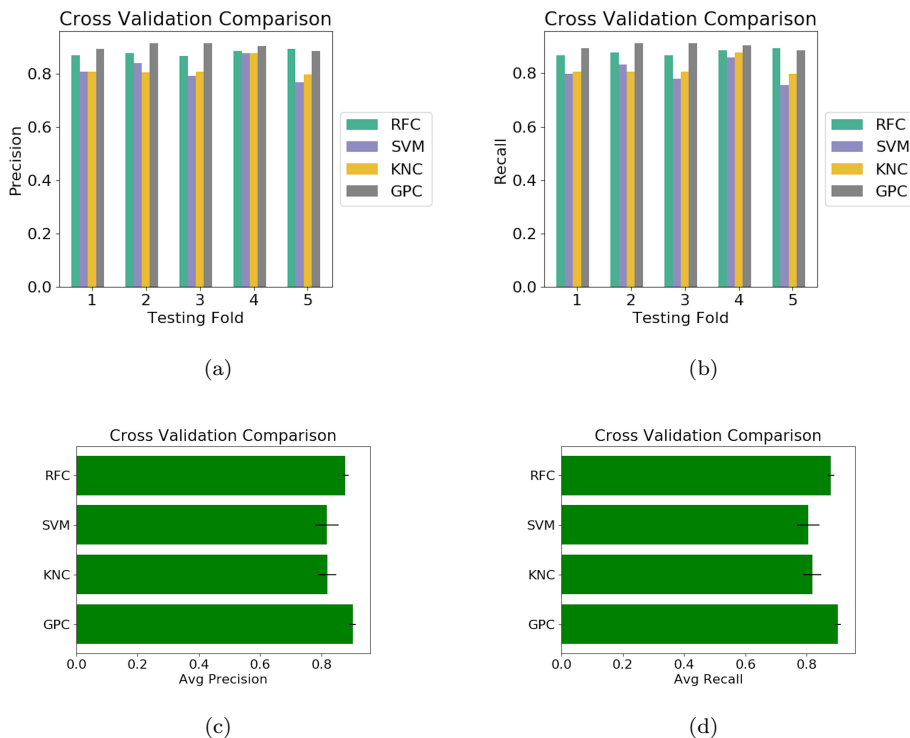 Cross Validation Comparison
Precision
0.8
0.6
0.4
0.2
0.0
1 2 3 4 5
Testing Fold
RFC
SVM
KNC
GPC
(a)
Cross Validation Comparison
Recall
0.8
0.6
0.4
0.2
0.0
1 2 3 4 5
Testing Fold
RFC
SVM
KNC
GPC
(b)
Cross Validation Comparison
RFC
SVM
KNC
GPC
0.0 0.2 0.4 0.6 0.8
Avg Precision
(c)
Cross Validation Comparison
RFC
SVM
KNC
GPC
0.0 0.2 0.4 0.6 0.8
Avg Recall
(d)